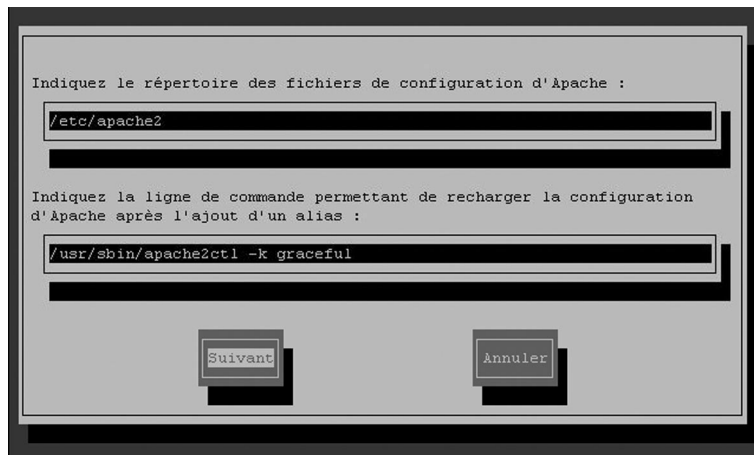 Indiquez le répertoire des fichiers de configuration d'Apache :
/etc/apache2
Indiquez la ligne de commande permettant de recharger la configuration
d'Apache après l'ajout d'un alias :
/usr/sbin/apache2ctl -k graceful
Suivant
Annuler